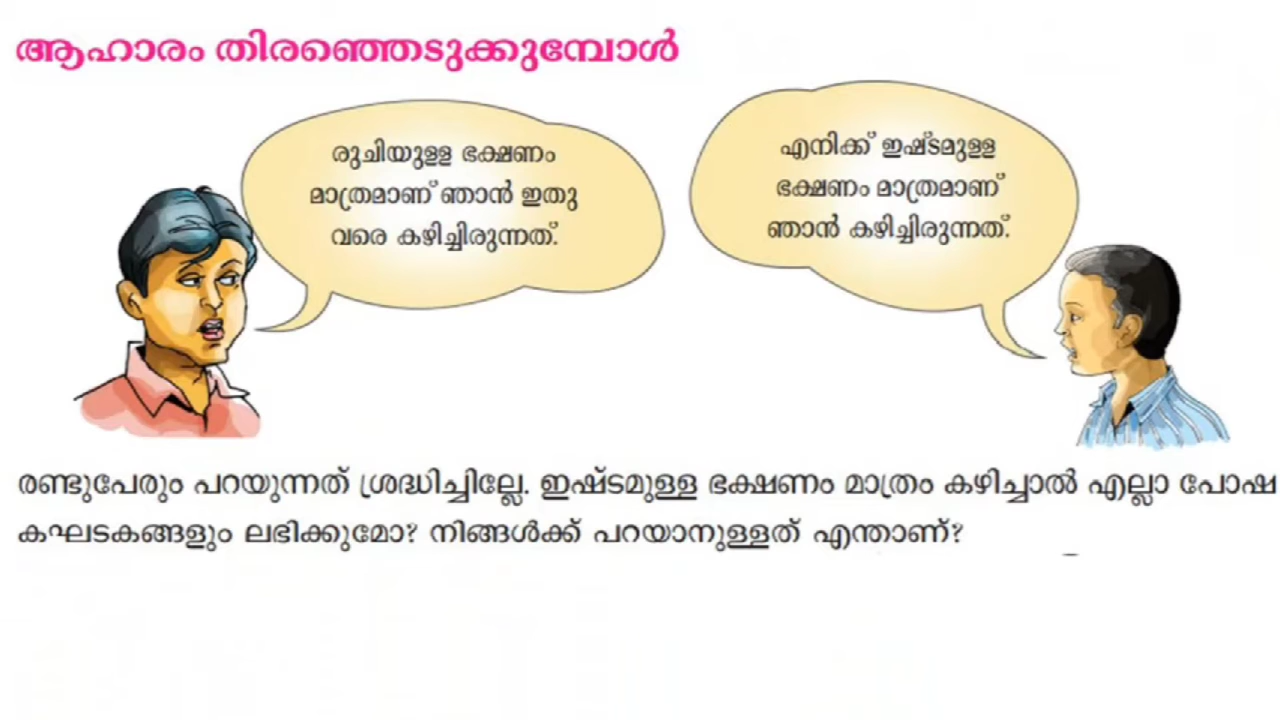 ആഹാരം തിരഞ്ഞെടുക്കുമ്പോൾ
രുചിയുള്ള ഭക്ഷണം
മാത്രമാണ് ഞാൻ ഇതു
വരെ കഴിച്ചിരുന്നത്.
എനിക്ക് ഇഷ്ടമുള്ള
ഭക്ഷണം മാത്രമാണ്
ഞാൻ കഴിച്ചിരുന്നത്.
രണ്ടുപേരും പറയുന്നത് ശ്രദ്ധിച്ചില്ലേ. ഇഷ്ടമുള്ള ഭക്ഷണം മാത്രം കഴിച്ചാൽ എല്ലാ പോഷ
കഘടകങ്ങളും ലഭിക്കുമോ? നിങ്ങൾക്ക് പറയാനുള്ളത് എന്താണ്?